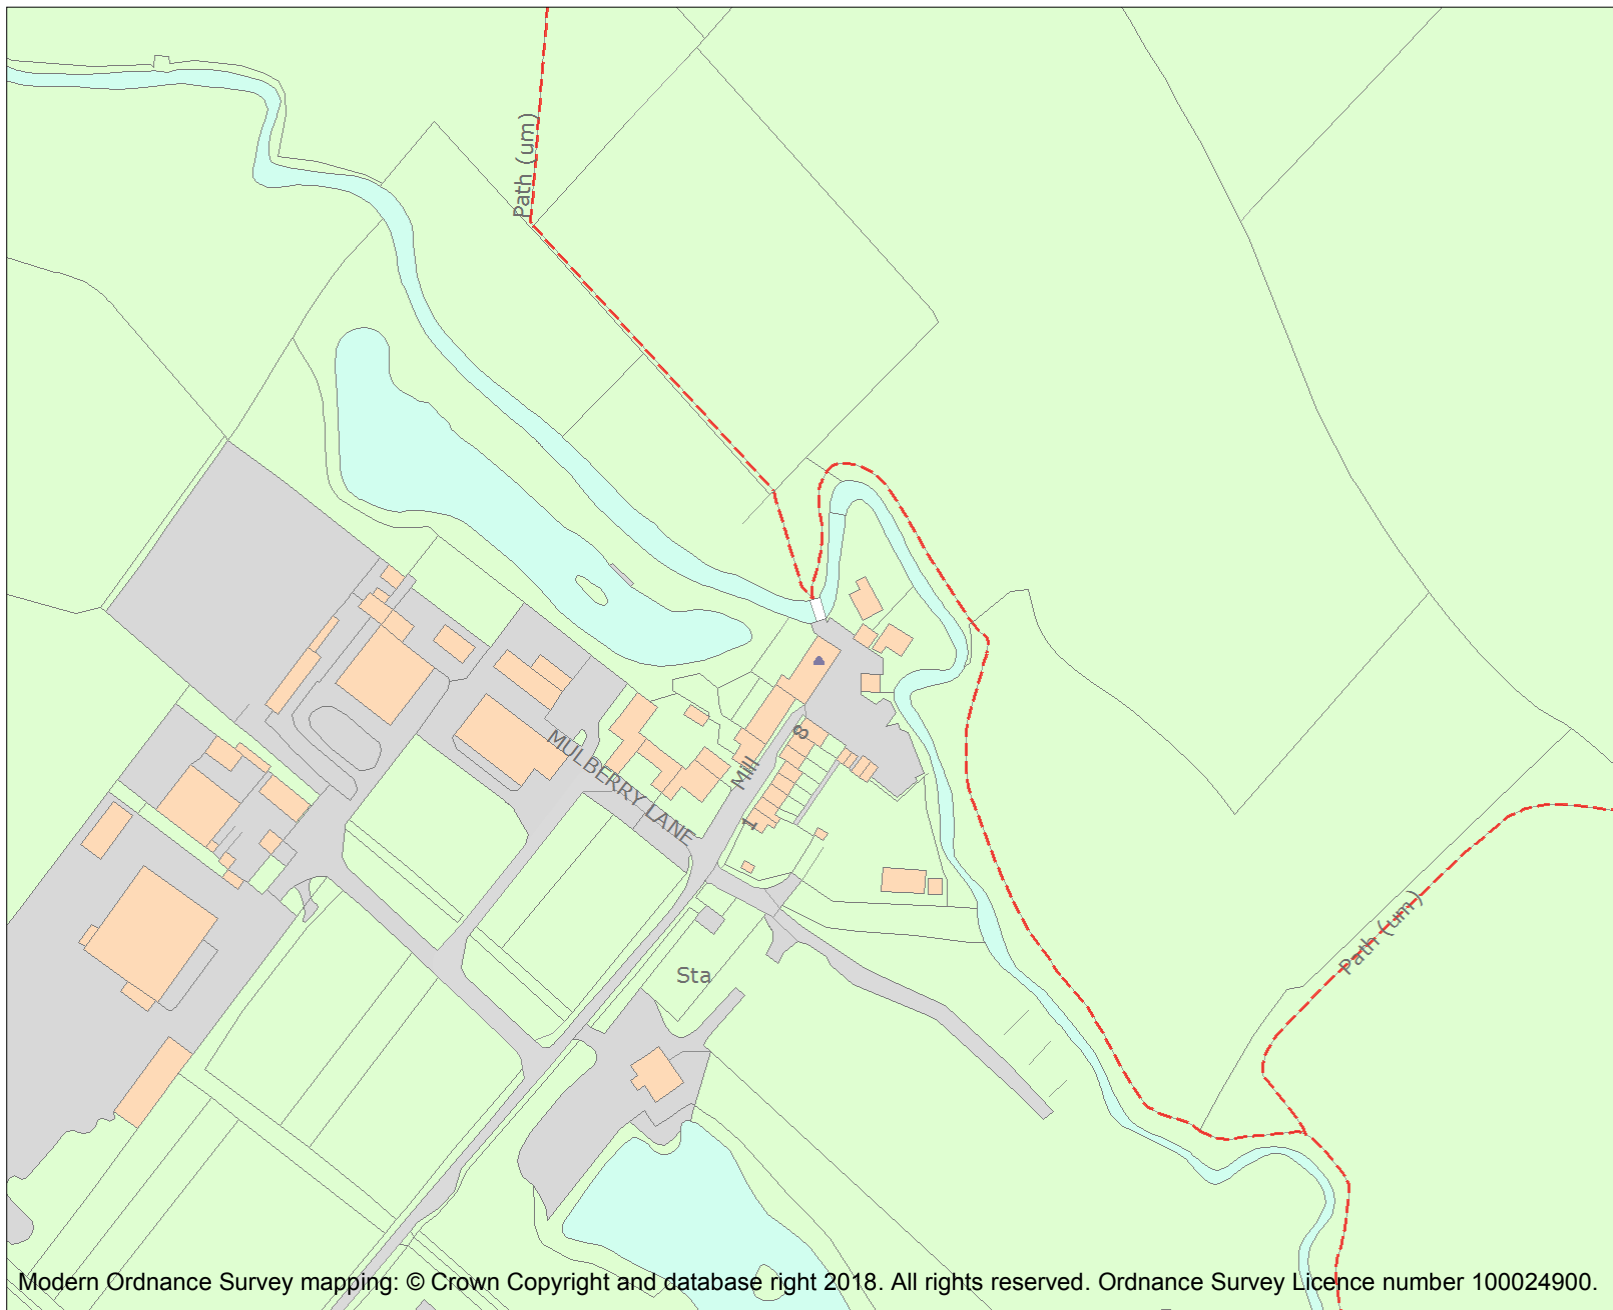 Path (um)
MULBERRY LANE
Mill
8
1
Sta
Path (um)
Modern Ordnance Survey mapping: © Crown Copyright and database right 2018. All rights reserved. Ordnance Survey Licence number 100024900.